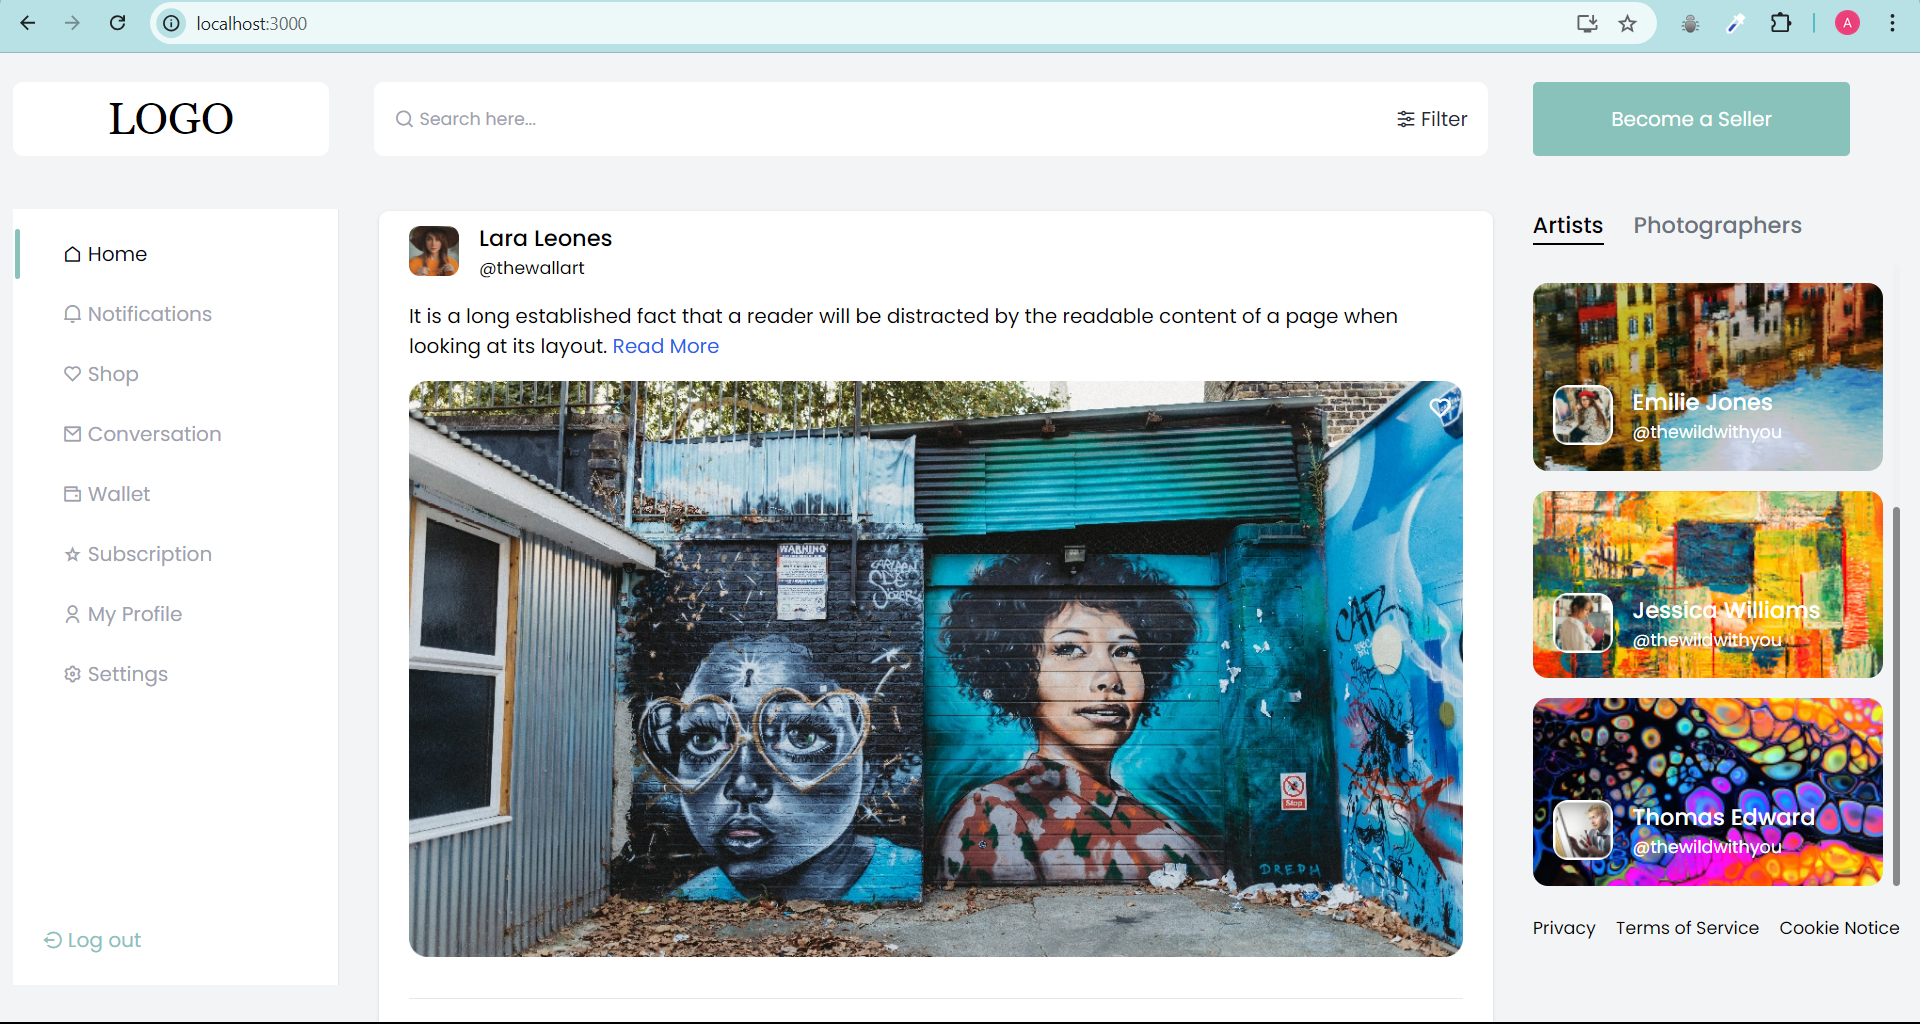 localhost:3000
A
LOGO
Search here...
Filter
Become a Seller
Home
Notifications
Shop
Conversation
Wallet
Subscription
My Profile
Settings
Log out
Lara Leones
@thewallart
It is a long established fact that a reader will be distracted by the readable content of a page when
looking at its layout. Read More
WARNING
Stop
DREDM
Artists Photographers
Emilie Jones
@thewildwithyou
Jessica Williams
@thewildwithyou
Thomas Edward
@thewildwithyou
Privacy Terms of Service Cookie Notice